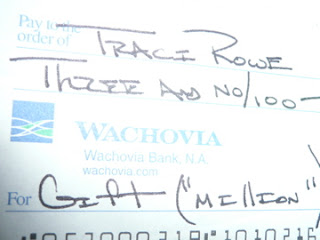 Pay to the
order of TRACI ROWE
THREE AND NO/100
WACHOVIA
Wachovia Bank, N.A.
wachovia.com
For Gift ("MILLION")